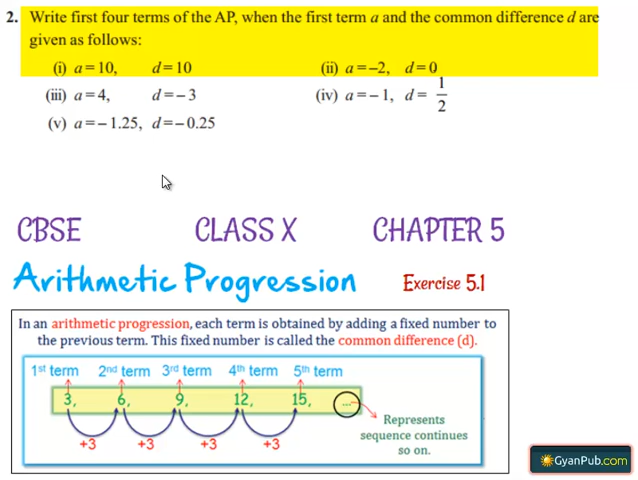 2. Write first four terms of the AP, when the first term a and the common difference d are
given as follows:
(i) a = 10, d = 10 (ii) a = –2, d = 0
(iii) a = 4, d = – 3 (iv) a = – 1, d = 1/2
(v) a = – 1.25, d = – 0.25
CBSE CLASS X CHAPTER 5
Arithmetic Progression Exercise 5.1
In an arithmetic progression, each term is obtained by adding a fixed number to
the previous term. This fixed number is called the common difference (d).
1st term 2nd term 3rd term 4th term 5th term
3, 6, 9, 12, 15, ...
+3 +3 +3 +3
Represents
sequence continues
so on.
GyanPub.com